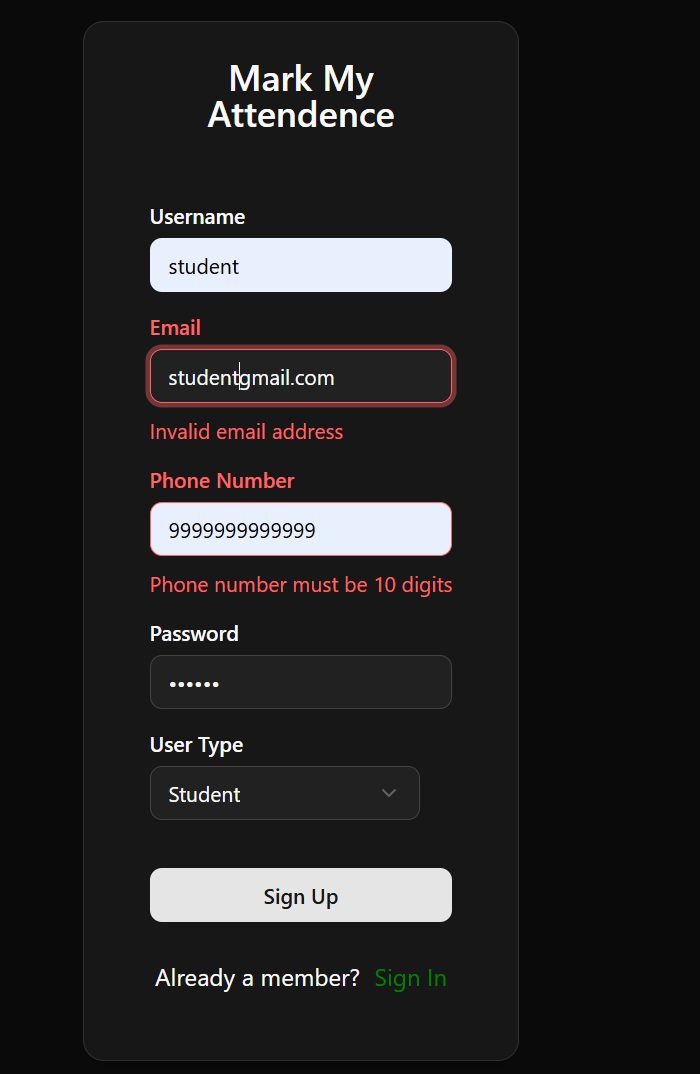 Mark My
Attendence
Username
student
Email
studentgmail.com
Invalid email address
Phone Number
9999999999999
Phone number must be 10 digits
Password
••••••
User Type
Student
Sign Up
Already a member? Sign In